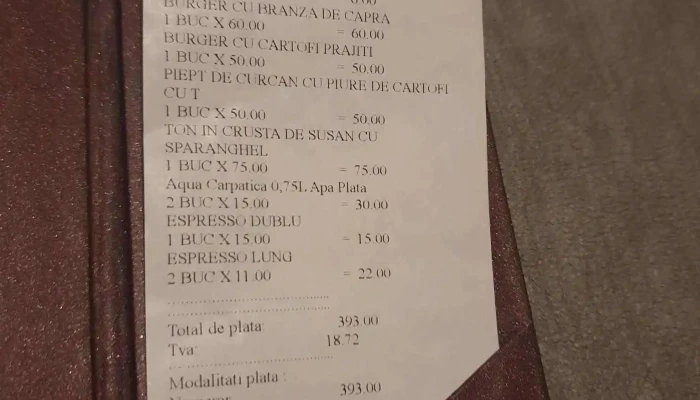 BURGER CU BRANZA DE CAPRA
1 BUC X 60.00 = 60.00
BURGER CU CARTOFI PRAJITI
1 BUC X 50.00 = 50.00
PIEPT DE CURCAN CU PIURE DE CARTOFI
CU T
1 BUC X 50.00 = 50.00
TON IN CRUSTA DE SUSAN CU
SPARANGHEL
1 BUC X 75.00 = 75.00
Aqua Carpatica 0,75L Apa Plata
2 BUC X 15.00 = 30.00
ESPRESSO DUBLU
1 BUC X 15.00 = 15.00
ESPRESSO LUNG
2 BUC X 11.00 = 22.00
Total de plata: 393.00
Tva: 18.72
Modalitati plata :
393.00